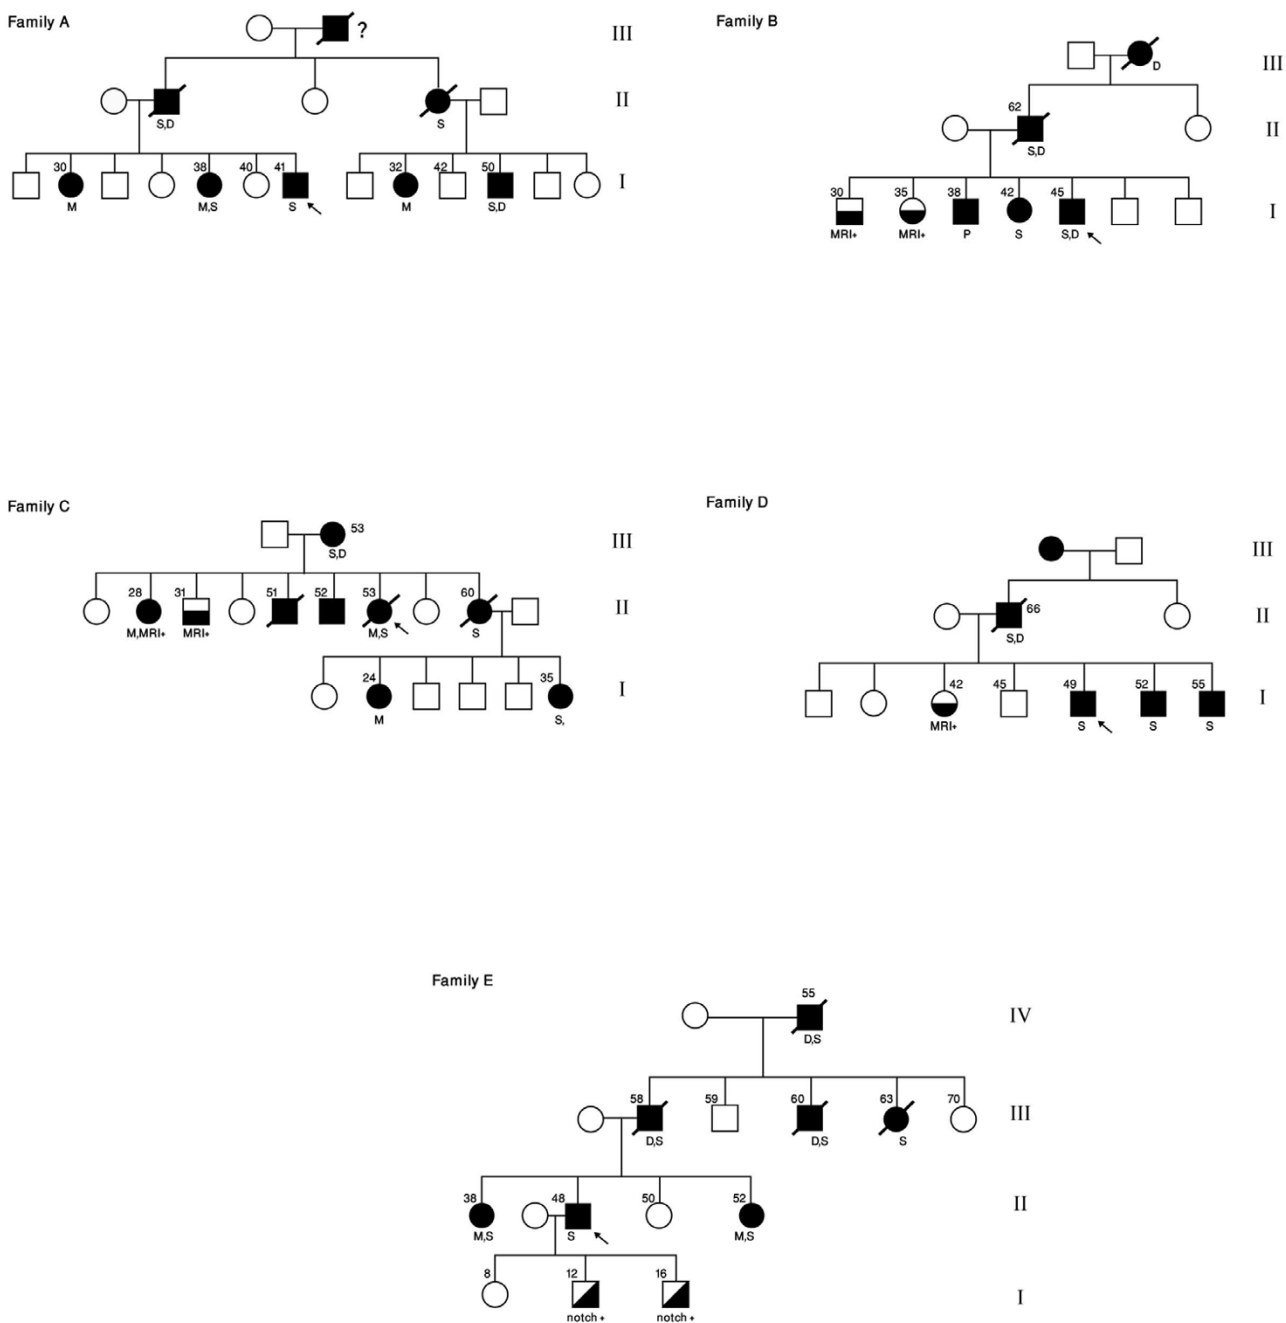 Family A
?
III
S,D
S
II
30
38
40
41
32
42
50
I
M
M,S
S
M
S,D
Family B
D
III
62
S,D
II
30
35
38
42
45
I
MRI+
MRI+
P
S
S,D
Family C
53
S,D
III
28
31
51
52
53
60
II
M,MRI+
MRI+
M,S
S
24
35
I
M
S,
Family D
III
66
S,D
II
42
45
49
52
55
I
MRI+
S
S
S
Family E
55
D,S
IV
58
59
60
63
70
III
D,S
D,S
S
38
48
50
52
II
M,S
S
M,S
8
12
16
I
notch +
notch +